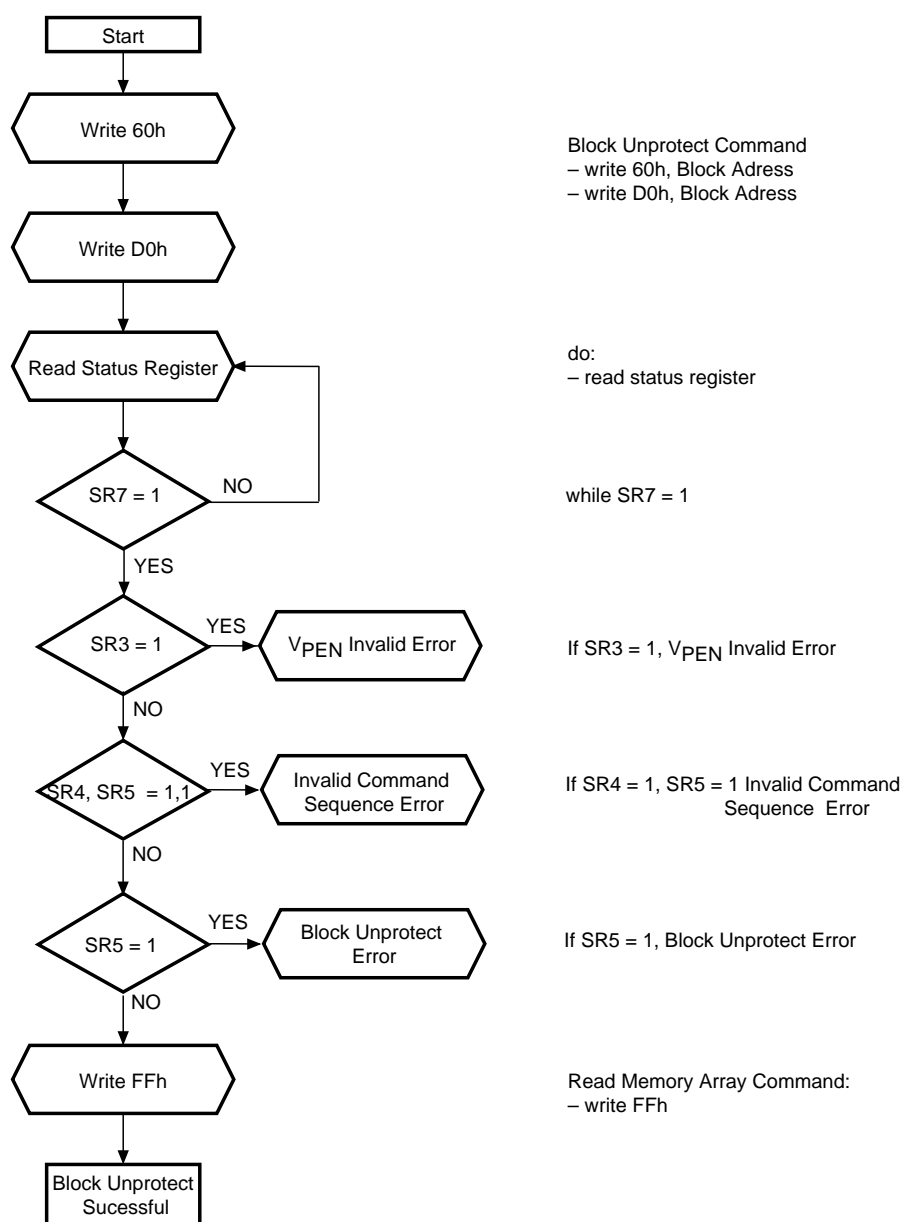 Start
Write 60h
Block Unprotect Command
– write 60h, Block Adress
– write D0h, Block Adress
Write D0h
Read Status Register
do:
– read status register
SR7 = 1
NO
while SR7 = 1
YES
SR3 = 1
YES
VPEN Invalid Error
If SR3 = 1, VPEN Invalid Error
NO
SR4, SR5 = 1,1
YES
Invalid Command
Sequence Error
If SR4 = 1, SR5 = 1 Invalid Command
Sequence Error
NO
SR5 = 1
YES
Block Unprotect
Error
If SR5 = 1, Block Unprotect Error
NO
Write FFh
Read Memory Array Command:
– write FFh
Block Unprotect
Sucessful